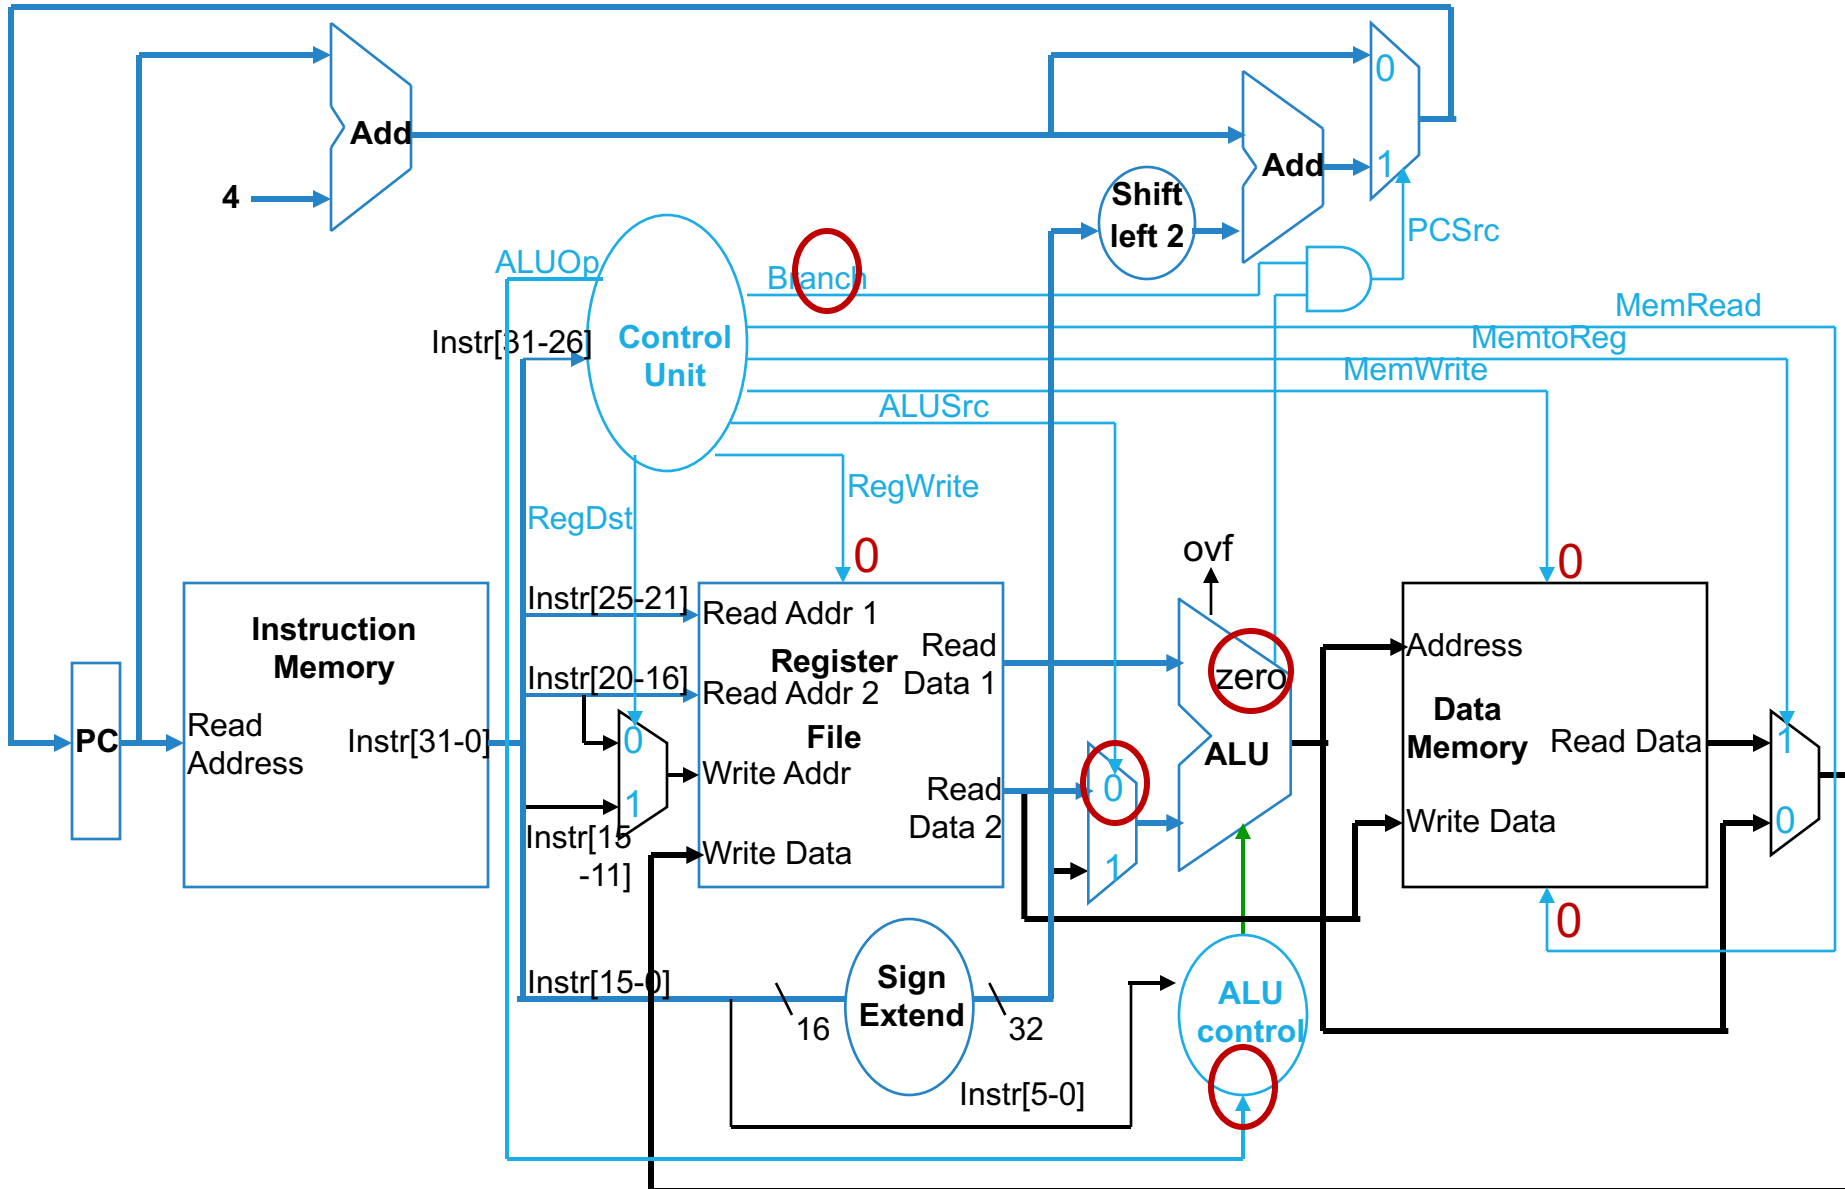 0
Add
Add
1
4
Shift
left 2
PCSrc
ALUOp
Branch
MemRead
Instr[31-26]
Control
Unit
MemtoReg
MemWrite
ALUSrc
RegWrite
RegDst
ovf
0
0
Instr[25-21]
Read Addr 1
Instruction
Memory
Read
Data 1
Register
zero
Address
Instr[20-16]
Read Addr 2
PC
Read
Address
Instr[31-0]
0
File
ALU
Data
Memory
Read Data
1
Write Addr
1
Read
Data 2
0
Write Data
0
Instr[15
-11]
Write Data
1
0
Instr[15-0]
16
Sign
Extend
32
ALU
control
Instr[5-0]